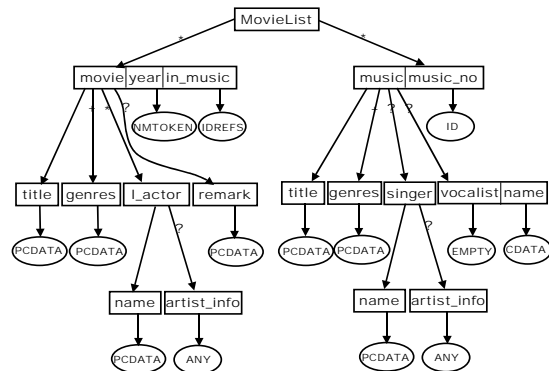 MovieList
* *
movie year in_music music music_no
+ * ? + ? ?
NMTOKEN IDREFS ID
title genres l_actor remark title genres singer vocalist name
PCDATA PCDATA ? PCDATA PCDATA PCDATA ? EMPTY CDATA
name artist_info name artist_info
PCDATA ANY PCDATA ANY